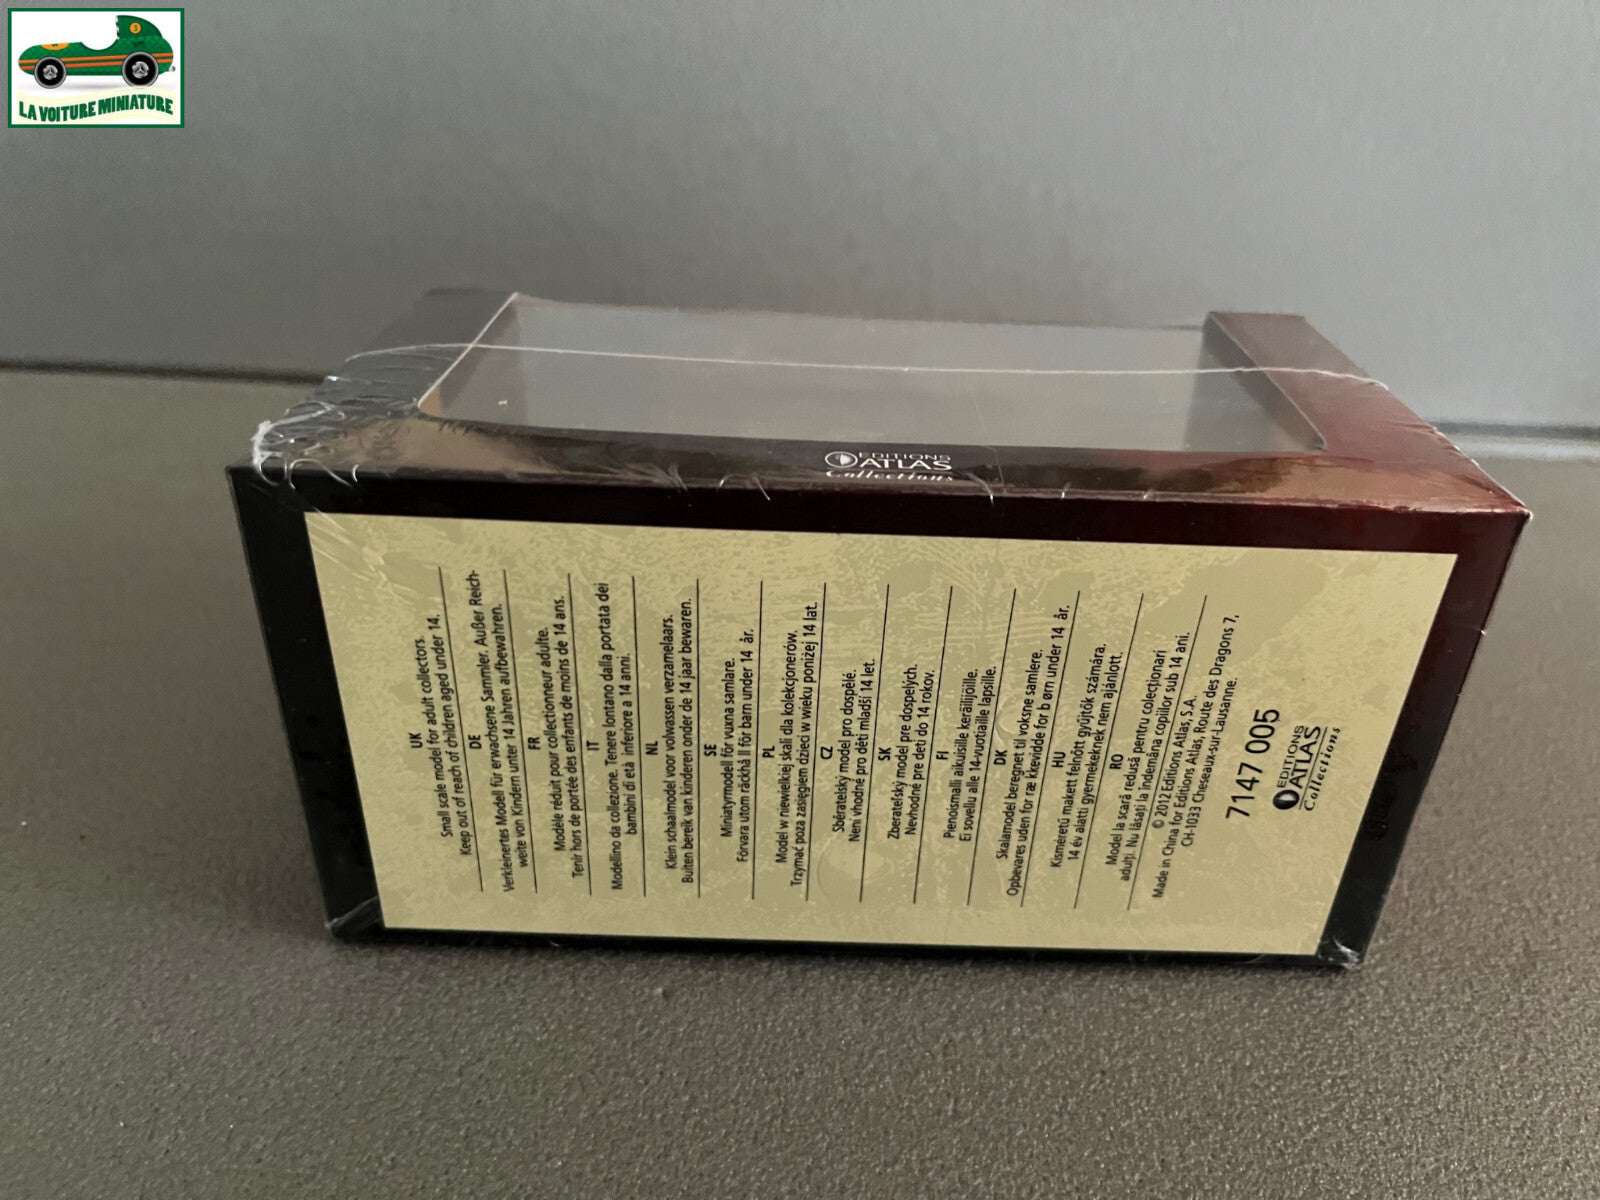 LA VOITURE MINIATURE
EDITIONS
ATLAS
Collections
UK
Small scale model for adult collectors.
Keep out of reach of children aged under 14.
DE
Verkleinertes Modell für erwachsene Sammler. Außer Reich-
weite von Kindern unter 14 Jahren aufbewahren.
FR
Modèle réduit pour collectionneur adulte.
Tenir hors de portée des enfants de moins de 14 ans.
IT
Modellino da collezione. Tenere lontano dalla portata dei
bambini di età inferiore a 14 anni.
NL
Klein schaalmodel voor volwassen verzamelaars.
Buiten bereik van kinderen onder de 14 jaar bewaren.
SE
Miniatyrmodell för vuxna samlare.
Förvara utom räckhå ll för barn under 14 år.
PL
Model w niewielkiej skali dla kolekcjonerów.
Trzymać poza zasięgiem dzieci w wieku poniżej 14 lat.
CZ
Sběratelský model pro dospělé.
Není vhodné pro děti mladší 14 let.
SK
Zberateľský model pre dospelých.
Nevhodné pre deti do 14 rokov.
FI
Pienoismalli aikuisille keräilijöille.
Ei sovellu alle 14-vuotiaille lapsille.
DK
Skalamodel beregnet til voksne samlere.
Opbevares uden for ræ kkevidde for b ørn under 14 år.
HU
Kisméretű makett felnőtt gyűjtők számára.
14 év alatti gyermekeknek nem ajánlott.
RO
Model la scară redusă pentru colecționari
adulți. Nu lăsați la îndemâna copiilor sub 14 ani.
© 2012 Editions Atlas, S.A.
Made in China for Editions Atlas, Route des Dragons 7,
CH-1033 Cheseaux-sur-Lausanne.
7147 005
EDITIONS
ATLAS
Collections